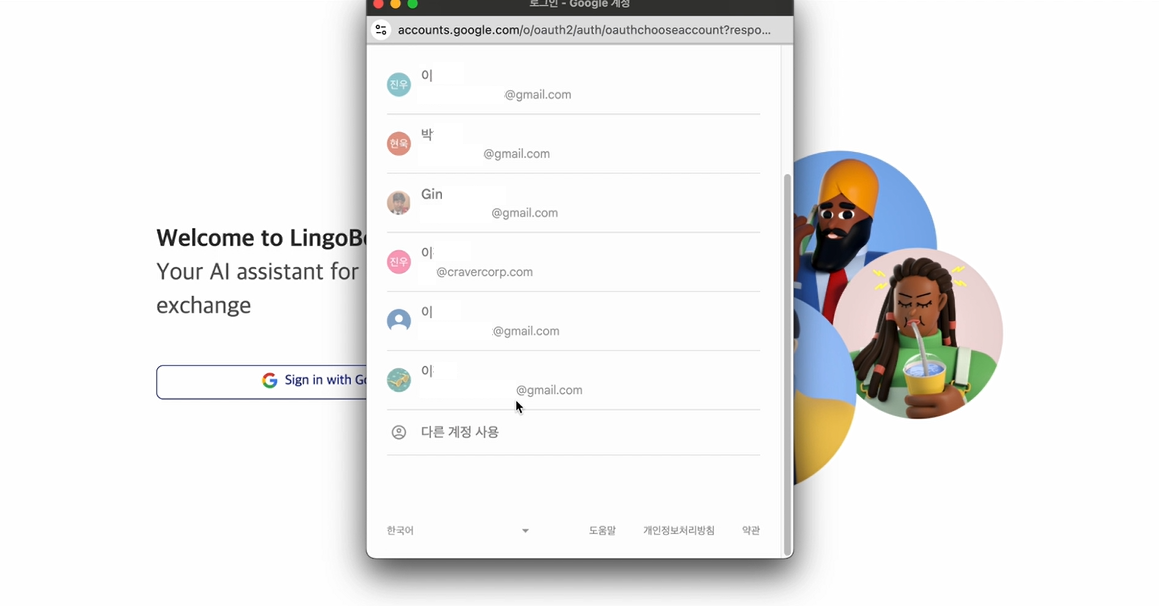 로그인 - Google 계정
accounts.google.com/o/oauth2/auth/oauthchooseaccount?respo...
진우
이
@gmail.com
현욱
박
@gmail.com
Gin
@gmail.com
진우
이
@cravercorp.com
이
@gmail.com
이
@gmail.com
다른 계정 사용
한국어
도움말
개인정보처리방침
약관
Welcome to LingoB
Your AI assistant for
exchange
Sign in with G